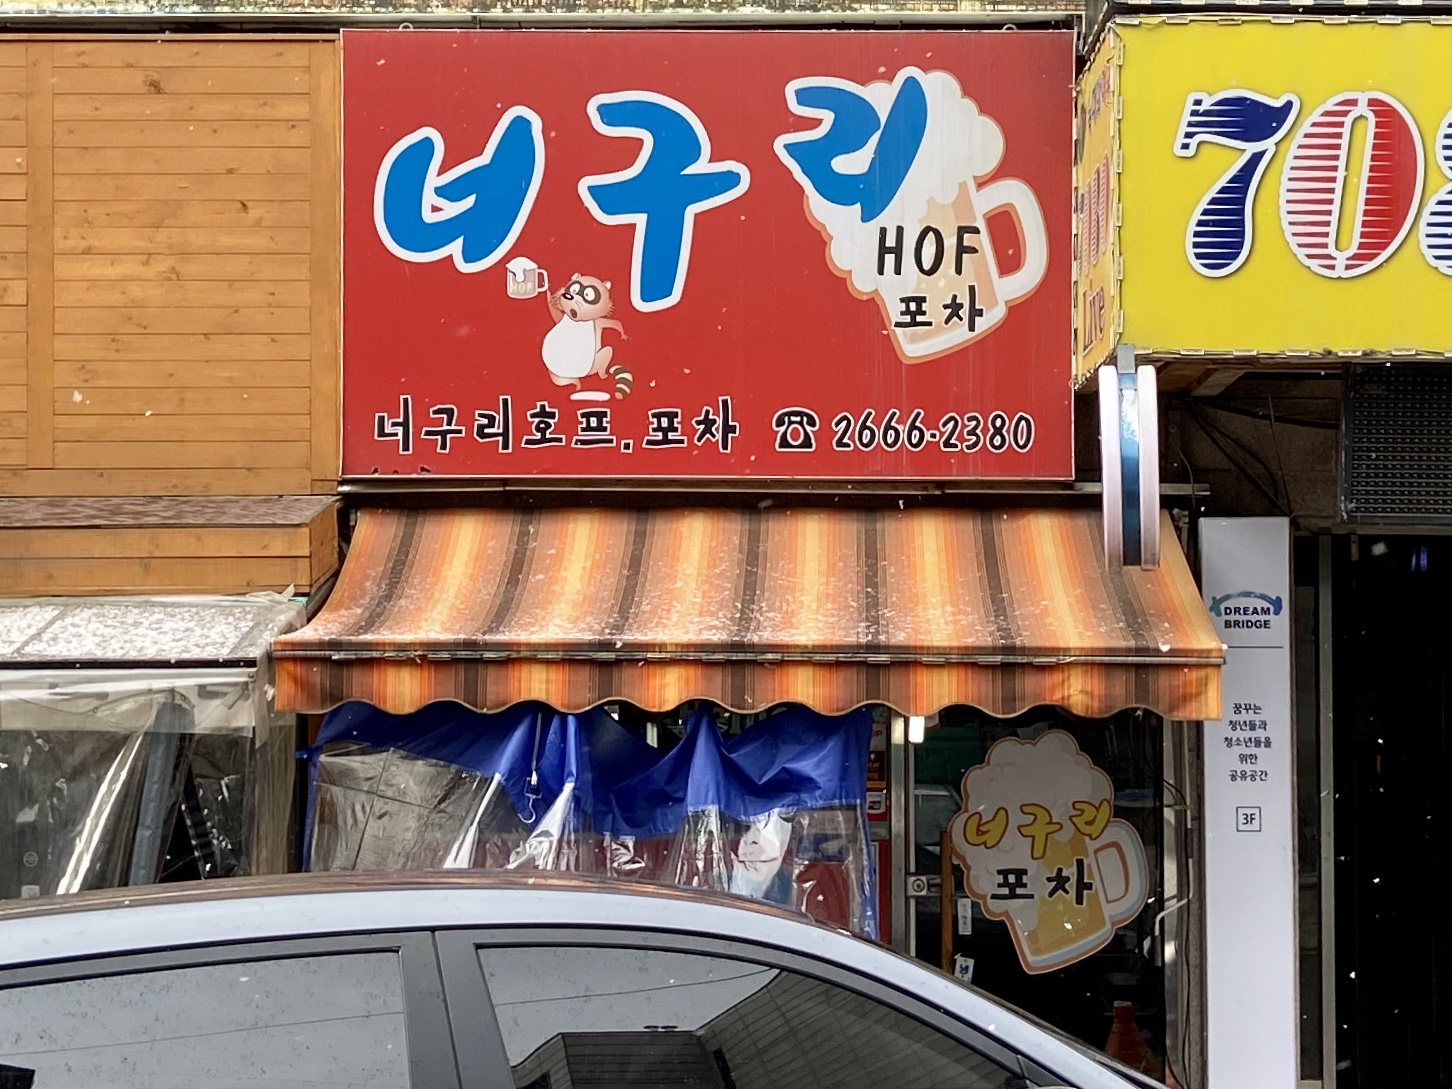 너구리
HOF
포차
HOF
너구리호프.포차 ☎ 2666-2380
70
Live
DREAM
BRIDGE
꿈꾸는
청년들과
청소년들을
위한
공유공간
3F
너구리
포차